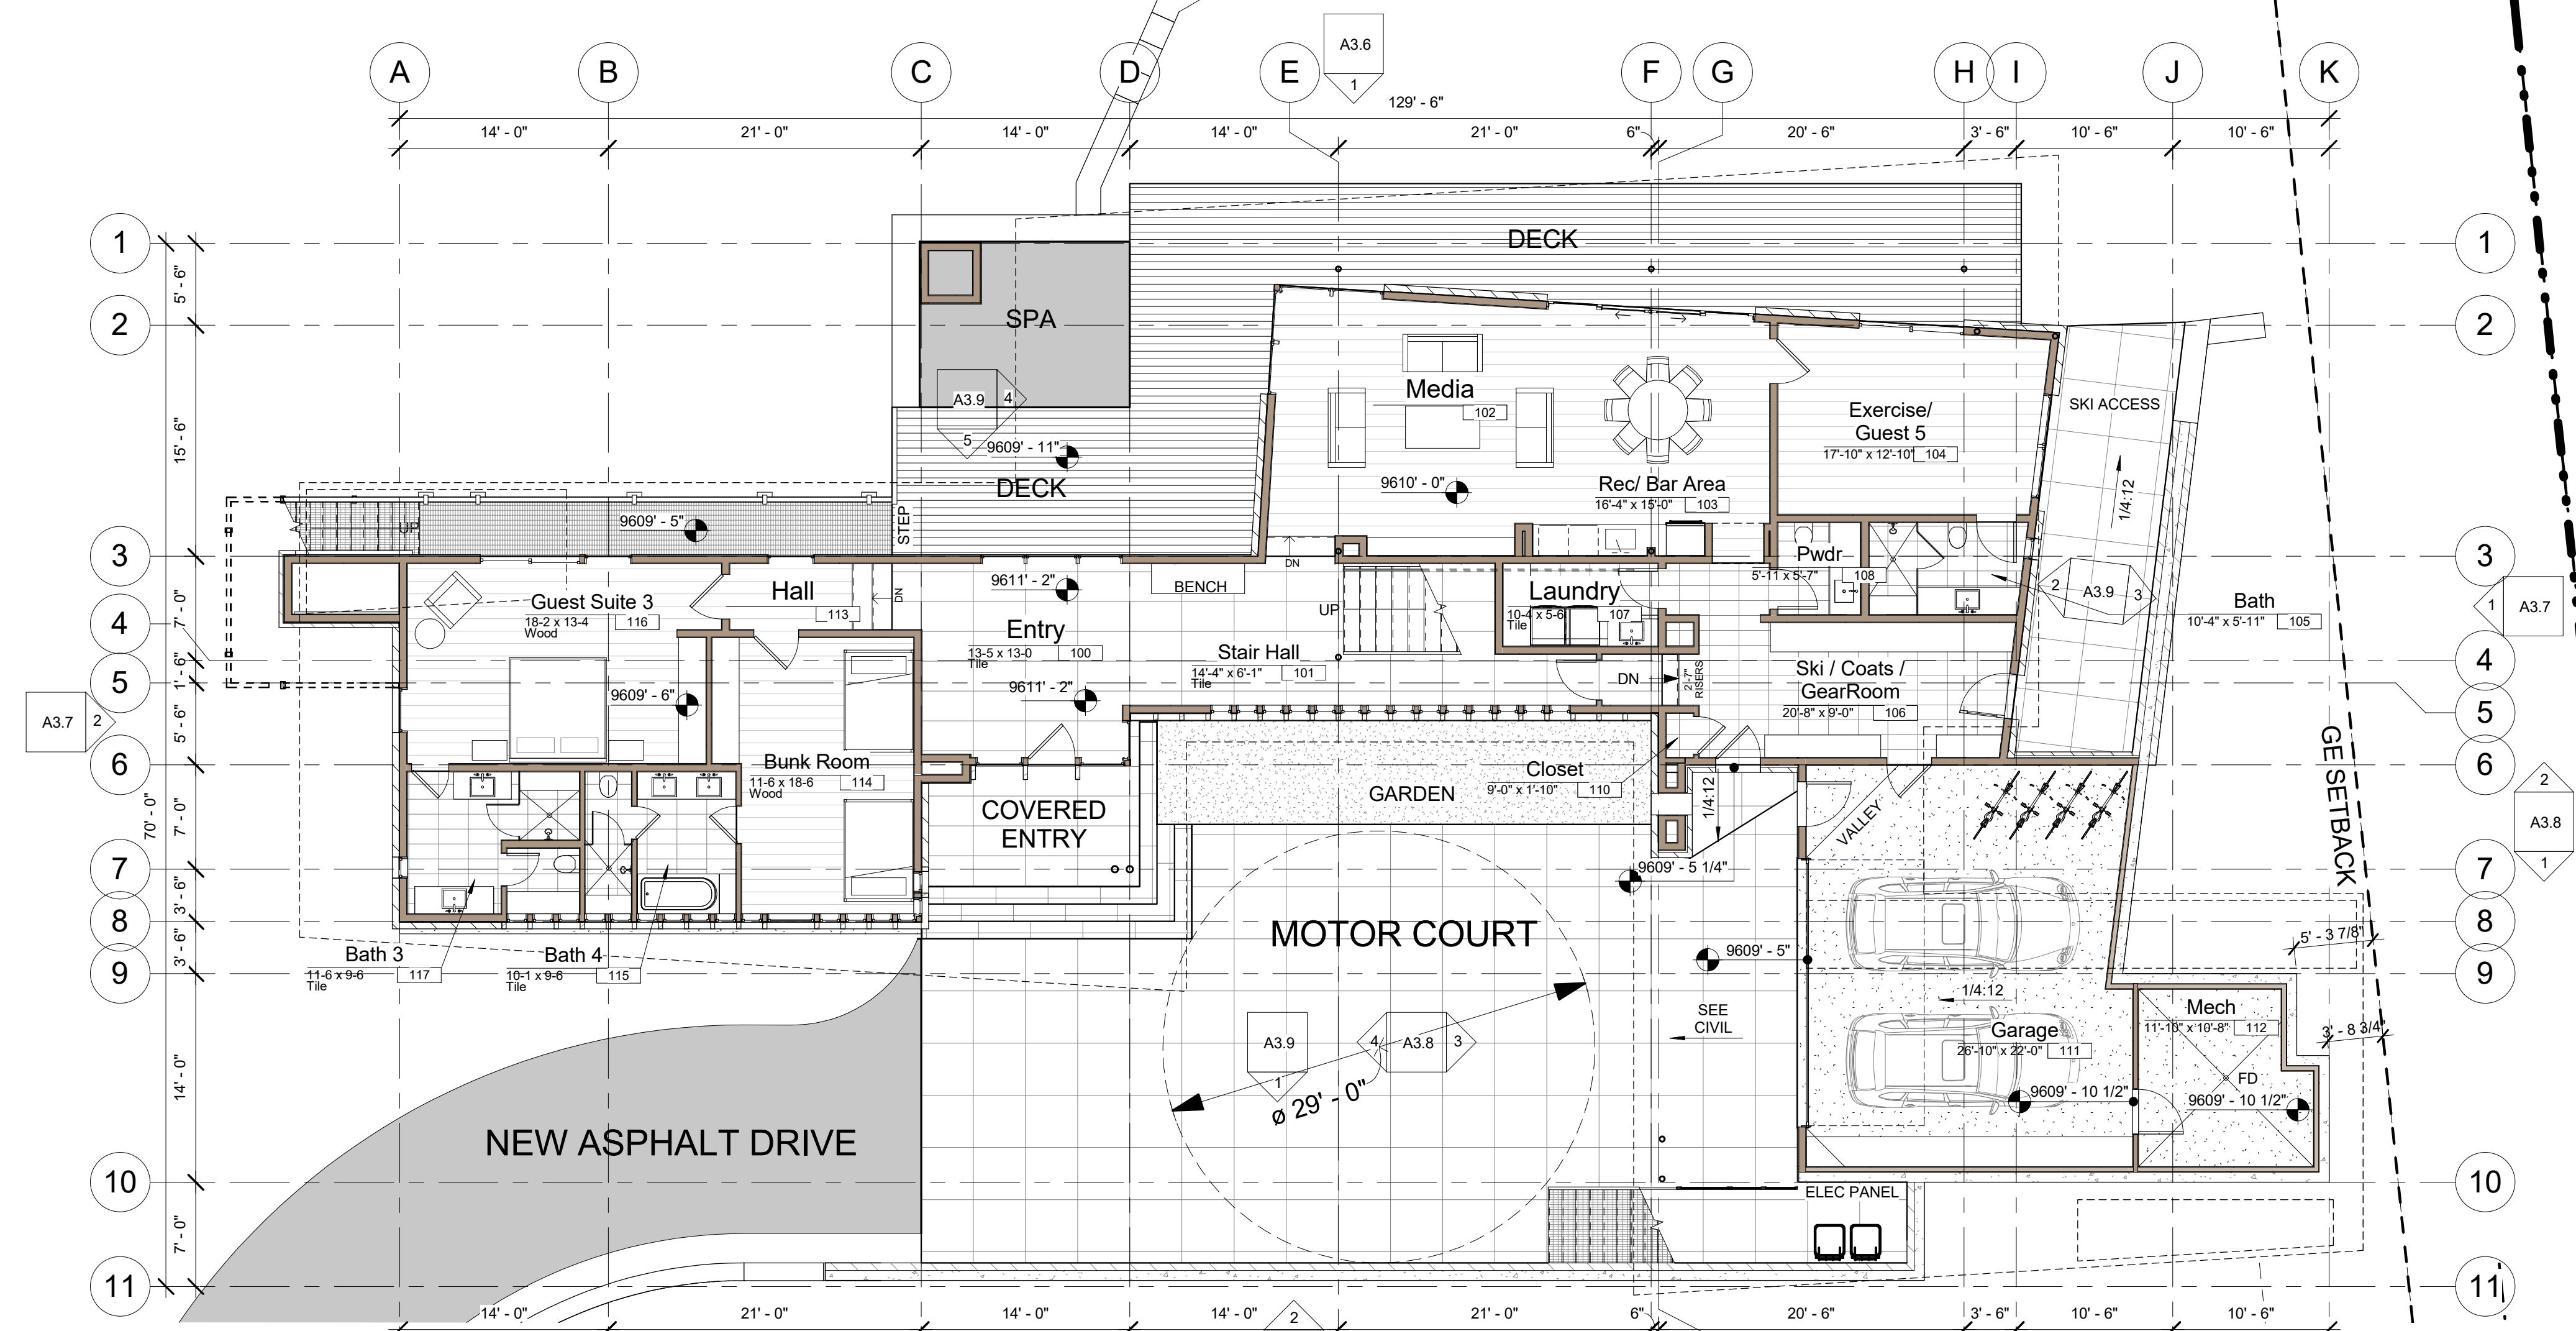 A3.6
1
A
B
C
D
E
F
G
H
I
J
K
129' - 6"
14' - 0"
21' - 0"
14' - 0"
14' - 0"
21' - 0"
6"
20' - 6"
3' - 6"
10' - 6"
10' - 6"
1
DECK
1
5' - 6"
2
SPA
2
A3.9
4
5
9609' - 11"
DECK
STEP
Media
102
9610' - 0"
Rec/ Bar Area
16'-4" x 15'-0"
103
Exercise/
Guest 5
17'-10" x 12'-10"
104
SKI ACCESS
1/4:12
15' - 6"
UP
9609' - 5"
3
3
7' - 0"
Guest Suite 3
18-2 x 13-4
116
Wood
Hall
113
DN
9611' - 2"
BENCH
DN
UP
Laundry
10-4 x 5-6
107
Tile
Pwdr
5'-11 x 5'-7"
108
2
A3.9
3
Bath
10'-4" x 5'-11"
105
1
A3.7
4
4
1' - 6"
Entry
13-5 x 13-0
100
Tile
Stair Hall
14'-4" x 6'-1"
101
Tile
DN
2'-7"
RISERS
Ski / Coats /
GearRoom
20'-8" x 9'-0"
106
5
5
A3.7
2
9609' - 6"
9611' - 2"
5' - 6"
6
6
Bunk Room
11-6 x 18-6
114
Wood
COVERED
ENTRY
GARDEN
Closet
9'-0" x 1'-10"
110
1/4:12
VALLEY
GE SETBACK
2
A3.8
1
70' - 0"
7' - 0"
7
7
9609' - 5 1/4"
3' - 6"
8
8
MOTOR COURT
3' - 6"
Bath 3
11-6 x 9-6
117
Tile
Bath 4
10-1 x 9-6
115
Tile
9609' - 5"
5' - 3 7/8"
9
9
1/4:12
SEE
CIVIL
Garage
26'-10" x 22'-0"
111
Mech
11'-10" x 10'-8"
112
3' - 8 3/4"
FD
9609' - 10 1/2"
9609' - 10 1/2"
A3.9
1
4
A3.8
3
ø 29' - 0"
14' - 0"
NEW ASPHALT DRIVE
10
10
ELEC PANEL
7' - 0"
11
11
14' - 0"
21' - 0"
14' - 0"
14' - 0"
2
21' - 0"
6"
20' - 6"
3' - 6"
10' - 6"
10' - 6"